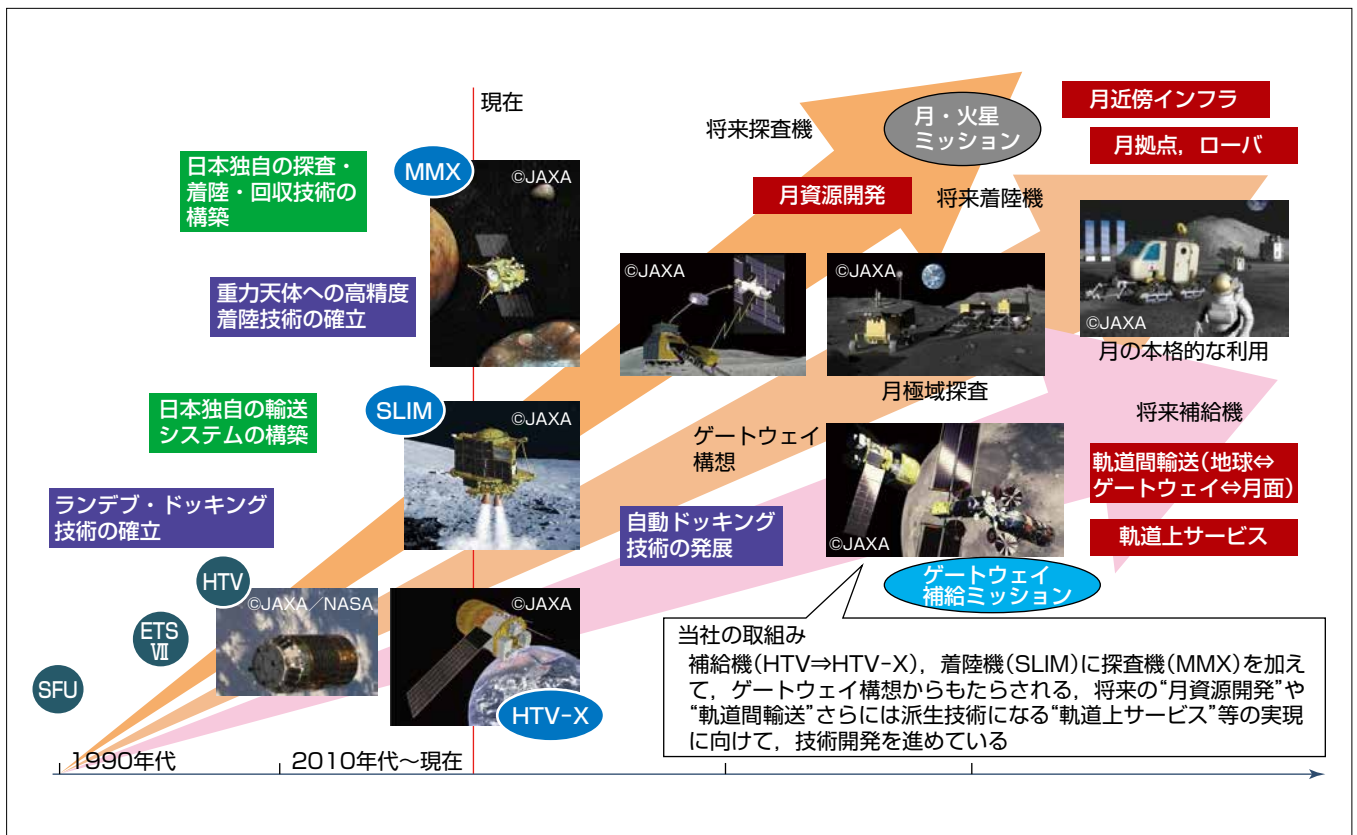 現在
日本独自の探査・
着陸・回収技術の
構築
MMX
©JAXA
重力天体への高精度
着陸技術の確立
将来探査機
月・火星
ミッション
月近傍インフラ
月拠点，ローバ
月資源開発
将来着陸機
©JAXA
©JAXA
月極域探査
©JAXA
月の本格的な利用
日本独自の輸送
システムの構築
SLIM
©JAXA
ゲートウェイ
構想
将来補給機
ランデブ・ドッキング
技術の確立
自動ドッキング
技術の発展
©JAXA
ゲートウェイ
補給ミッション
軌道間輸送(地球⇔
ゲートウェイ⇔月面)
軌道上サービス
SFU
ETS
Ⅶ
HTV
©JAXA／NASA
©JAXA
HTV-X
当社の取組み
補給機(HTV⇒HTV-X)，着陸機(SLIM)に探査機(MMX)を加え
て，ゲートウェイ構想からもたらされる，将来の“月資源開発”や
“軌道間輸送”さらには派生技術になる“軌道上サービス”等の実現
に向けて，技術開発を進めている
1990年代
2010年代～現在